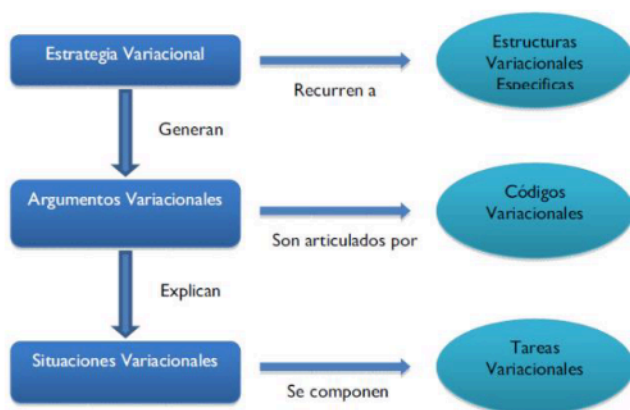 Estrategia Variacional
Recurren a
Estructuras
Variacionales
Especificas
Generan
Argumentos Variacionales
Son articulados por
Códigos
Variacionales
Explican
Situaciones Variacionales
Se componen
Tareas
Variacionales